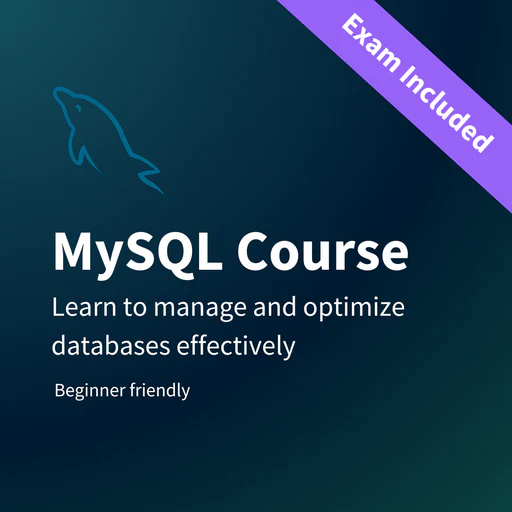 Exam Included
MySQL Course
Learn to manage and optimize
databases effectively
Beginner friendly